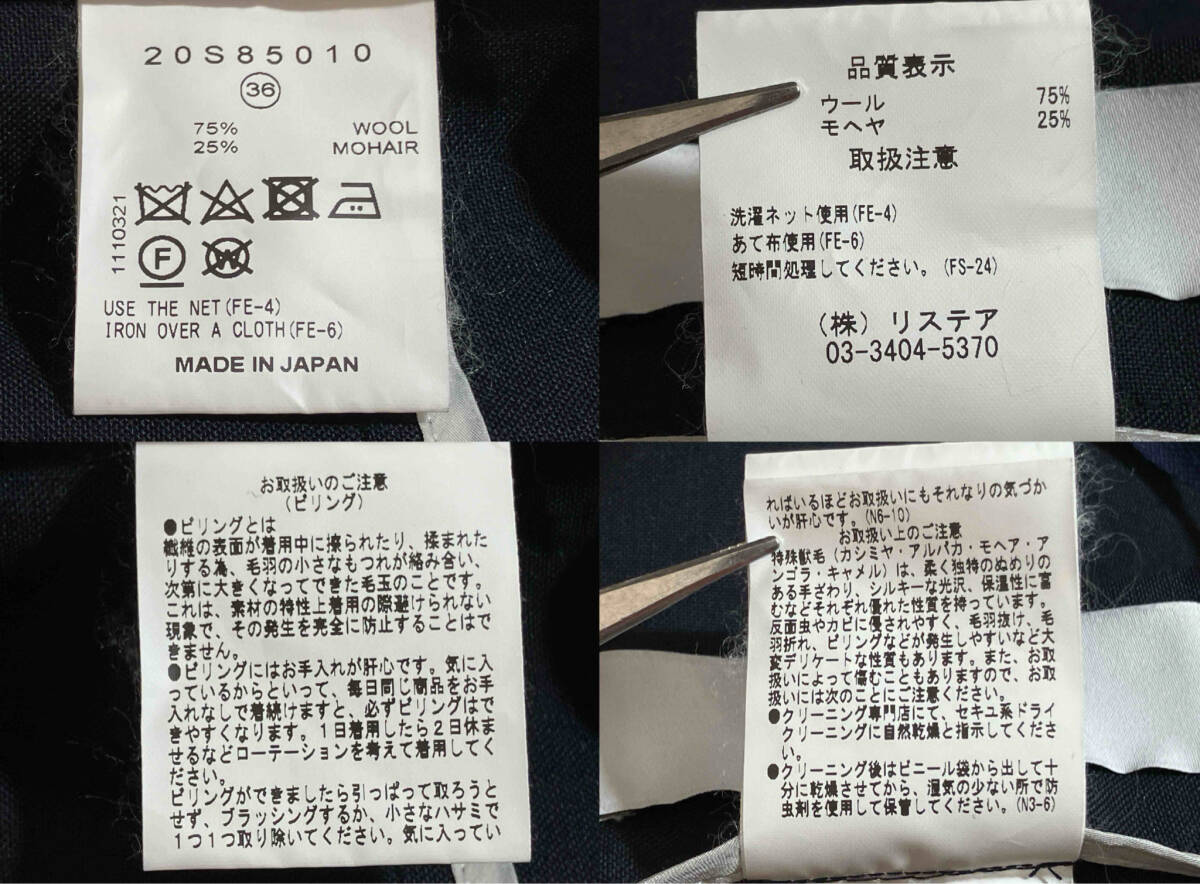 20S85010
36
75% WOOL
25% MOHAIR
1110321
F
W
USE THE NET(FE-4)
IRON OVER A CLOTH(FE-6)
MADE IN JAPAN
品質表示
ウール 75%
モヘヤ 25%
取扱注意
洗濯ネット使用(FE-4)
あて布使用(FE-6)
短時間処理してください。(FS-24)
(株) リステア
03-3404-5370
お取扱いのご注意
(ピリング)
●ピリングとは
繊維の表面が着用中に擦られたり、揉まれた
りする為、毛羽の小さなもつれが絡み合い、
次第に大きくなってできた毛玉のことです。
これは、素材の特性上着用の際避けられない
現象で、その発生を完全に防止することはで
きません。
●ピリングにはお手入れが肝心です。気に入
っているからといって、毎日同じ商品をお手
入れなしで着続けますと、必ずピリングはで
きやすくなります。1日着用したら2日休ま
せるなどローテーションを考えて着用してく
ださい。
ピリングができましたら引っぱって取ろうと
せず、ブラッシングするか、小さなハサミで
1つ1つ取り除いてください。気に入ってい
ればいるほどお取扱いにもそれなりの気づか
いが肝心です。(N6-10)
お取扱い上のご注意
特殊獣毛(カシミヤ・アルパカ・モヘア・ア
ンゴラ・キャメル)は、柔く独特のぬめりの
ある手ざわり、シルキーな光沢、保温性に富
むなどそれぞれ優れた性質を持っています。
反面虫やカビに優されやすく、毛羽抜け、毛
羽折れ、ピリングなどが発生しやすいなど大
変デリケートな性質もあります。また、お取
扱いによって傷むこともありますので、お取
扱いには次のことにご注意ください。
●クリーニング専門店にて、セキユ系ドライ
クリーニングに自然乾燥と指示してくださ
い。
●クリーニング後はビニール袋から出して十
分に乾燥させてから、湿気の少ない所で防
虫剤を使用して保管してください。(N3-6)